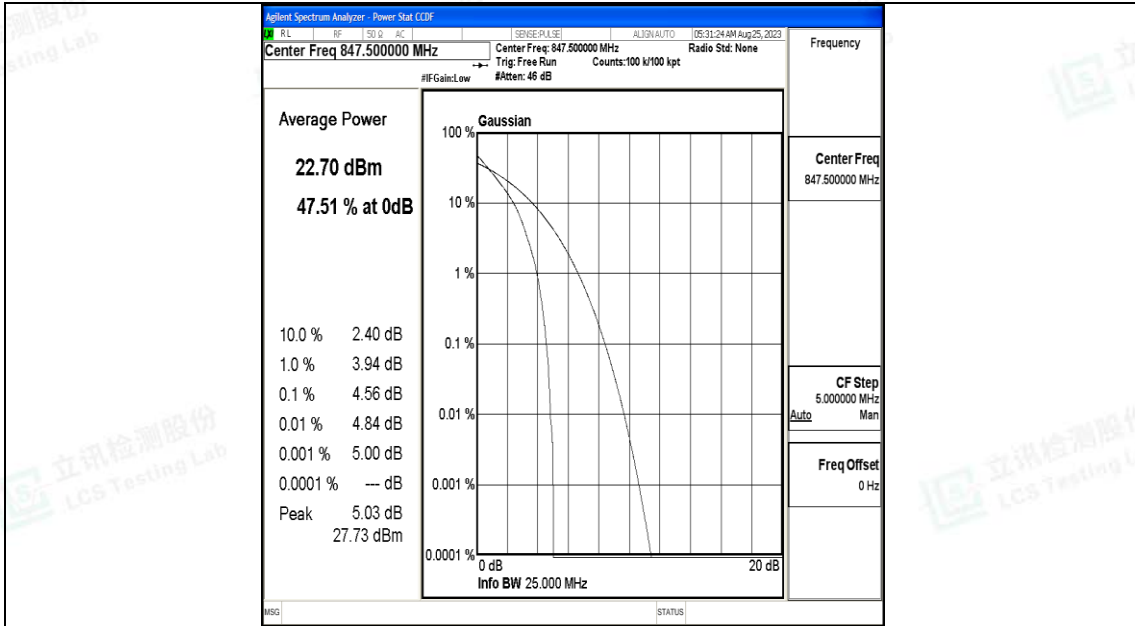 Agilent Spectrum Analyzer - Power Stat CCDF
RL RF 50 Ω AC SENSE:PULSE ALIGN AUTO 05:31:24 AM Aug 25, 2023
Center Freq 847.500000 MHz
Center Freq: 847.500000 MHz Radio Std: None
Trig: Free Run Counts:100 k/100 kpt
#IFGain:Low #Atten: 46 dB
Frequency
Average Power
22.70 dBm
47.51 % at 0dB
10.0 % 2.40 dB
1.0 % 3.94 dB
0.1 % 4.56 dB
0.01 % 4.84 dB
0.001 % 5.00 dB
0.0001 % --- dB
Peak 5.03 dB
27.73 dBm
Gaussian
100 %
10 %
1 %
0.1 %
0.01 %
0.001 %
0.0001 %
0 dB 20 dB
Info BW 25.000 MHz
Center Freq
847.500000 MHz
CF Step
5.000000 MHz
Auto Man
Freq Offset
0 Hz
MSG STATUS
立讯检测股份
LCS Testing Lab
立讯检测股份
LCS Testing L